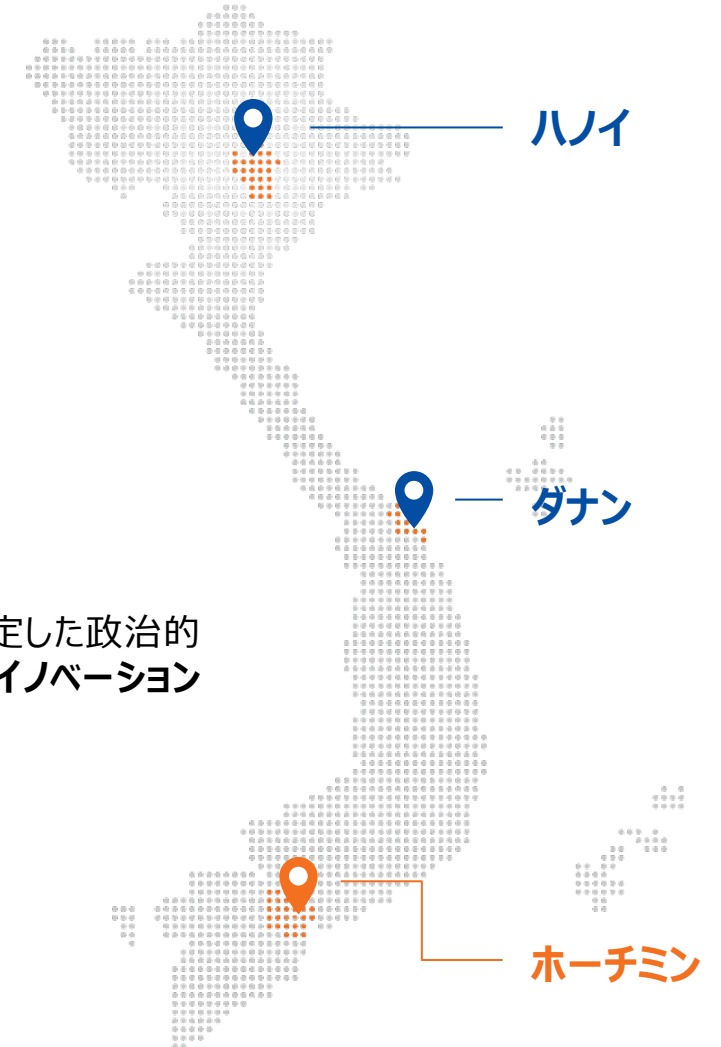 ハノイ
ダナン
定した政治的
イノベーション
ホーチミン